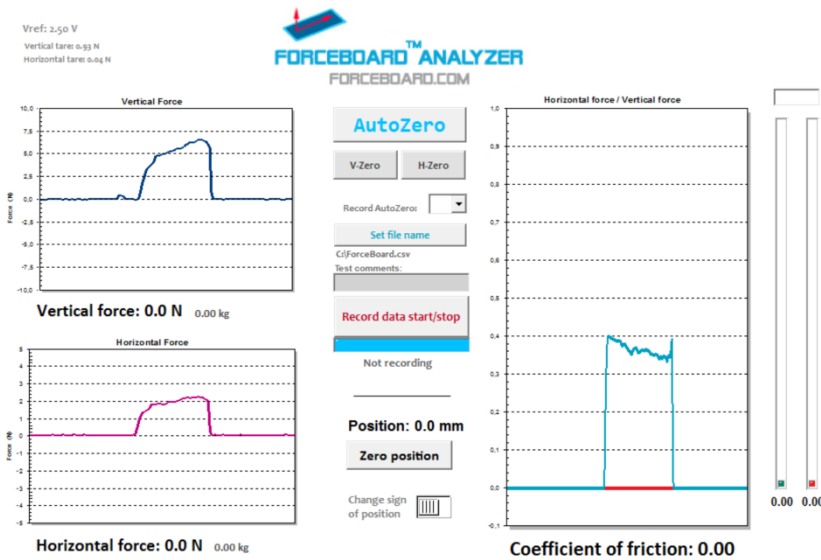 Vref: 2.50 V
Vertical tare: 0.93 N
Horizontal tare: 0.04 N
FORCEBOARD™ANALYZER
FORCEBOARD.COM
Vertical Force
10,0
7,5
5,0
2,5
0,0
-2,5
-5,0
-7,5
-10,0
Force (N)
Vertical force: 0.0 N 0.00 kg
Horizontal Force
5
4
3
2
1
0
-1
-2
-3
-4
-5
Force (N)
Horizontal force: 0.0 N 0.00 kg
AutoZero
V-Zero H-Zero
Record AutoZero:
Set file name
C:\ForceBoard.csv
Test comments:
Record data start/stop
Not recording
Position: 0.0 mm
Zero position
Change sign
of position
Horizontal force / Vertical force
1,0
0,9
0,8
0,7
0,6
0,5
0,4
0,3
0,2
0,1
0,0
-0,1
Coefficient of friction: 0.00
0.00 0.00